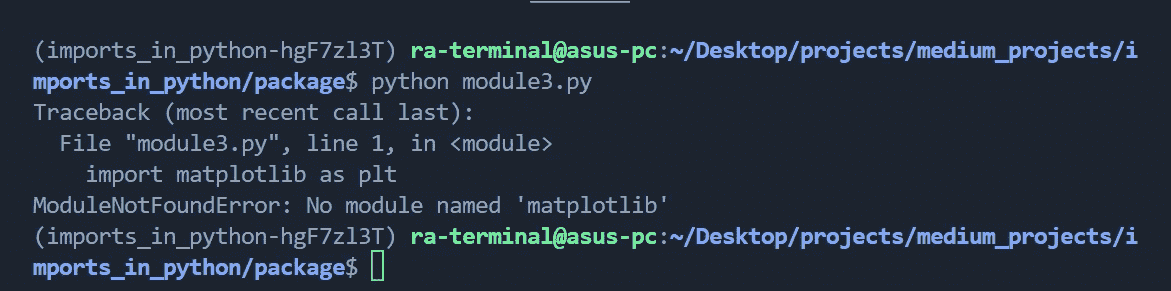 (imports_in_python-hgF7zl3T) ra-terminal@asus-pc:~/Desktop/projects/medium_projects/i
mports_in_python/package$ python module3.py
Traceback (most recent call last):
  File "module3.py", line 1, in <module>
    import matplotlib as plt
ModuleNotFoundError: No module named 'matplotlib'
(imports_in_python-hgF7zl3T) ra-terminal@asus-pc:~/Desktop/projects/medium_projects/i
mports_in_python/package$